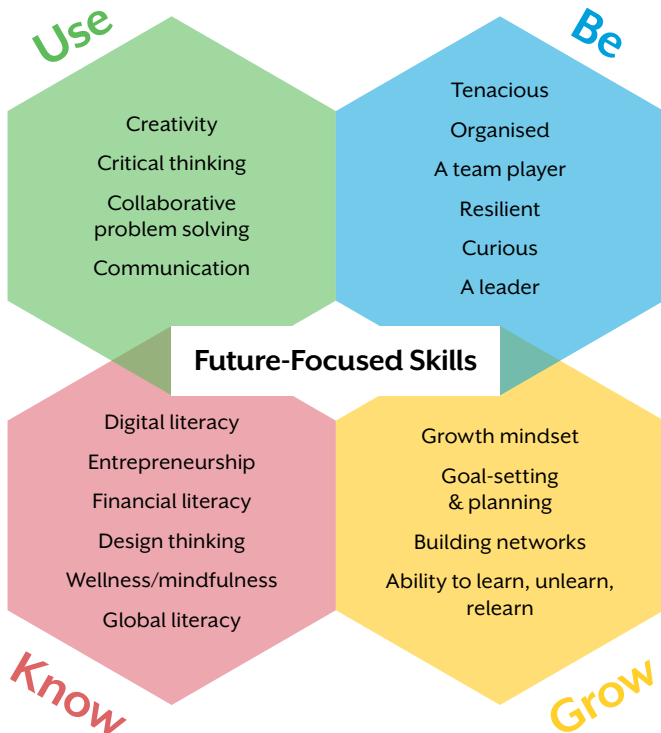 Use
Creativity
Critical thinking
Collaborative
problem solving
Communication
Be
Tenacious
Organised
A team player
Resilient
Curious
A leader
Future-Focused Skills
Digital literacy
Entrepreneurship
Financial literacy
Design thinking
Wellness/mindfulness
Global literacy
Know
Growth mindset
Goal-setting
& planning
Building networks
Ability to learn, unlearn,
relearn
Grow